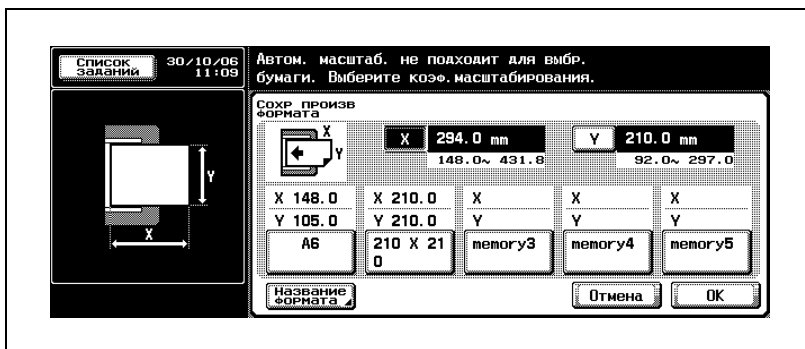 Список
заданий
30/10/06
11:09
Автом. масштаб. не подходит для выбр.
бумаги. Выберите коэф.масштабирования.
Сохр произв
формата
X
Y
X 294.0 mm
148.0~ 431.8
Y 210.0 mm
92.0~ 297.0
Y
X
X 148.0 X 210.0 X X X
Y 105.0 Y 210.0 Y Y Y
A6 210 X 21
0 memory3 memory4 memory5
Название
формата
Отмена OK